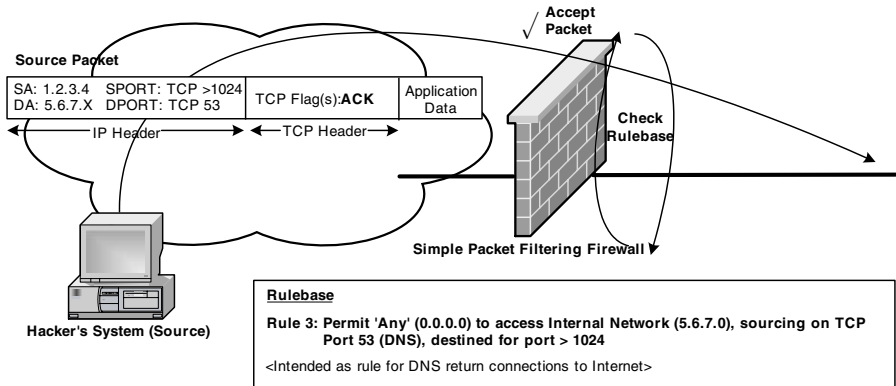 √ Accept
Packet
Source Packet
SA: 1.2.3.4 SPORT: TCP >1024
DA: 5.6.7.X DPORT: TCP 53
TCP Flag(s):ACK
Application
Data
IP Header
TCP Header
Check
Rulebase
Simple Packet Filtering Firewall
Hacker's System (Source)
Rulebase
Rule 3: Permit 'Any' (0.0.0.0) to access Internal Network (5.6.7.0), sourcing on TCP
Port 53 (DNS), destined for port > 1024
<Intended as rule for DNS return connections to Internet>